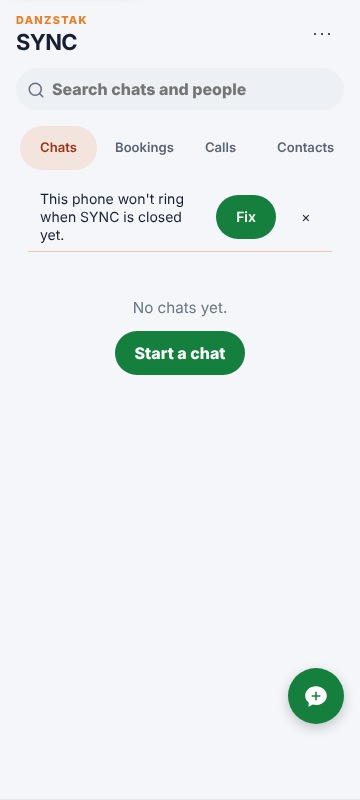 DANZSTAK
SYNC
...
Search chats and people
Chats
Bookings
Calls
Contacts
This phone won't ring
when SYNC is closed
yet.
Fix
×
No chats yet.
Start a chat